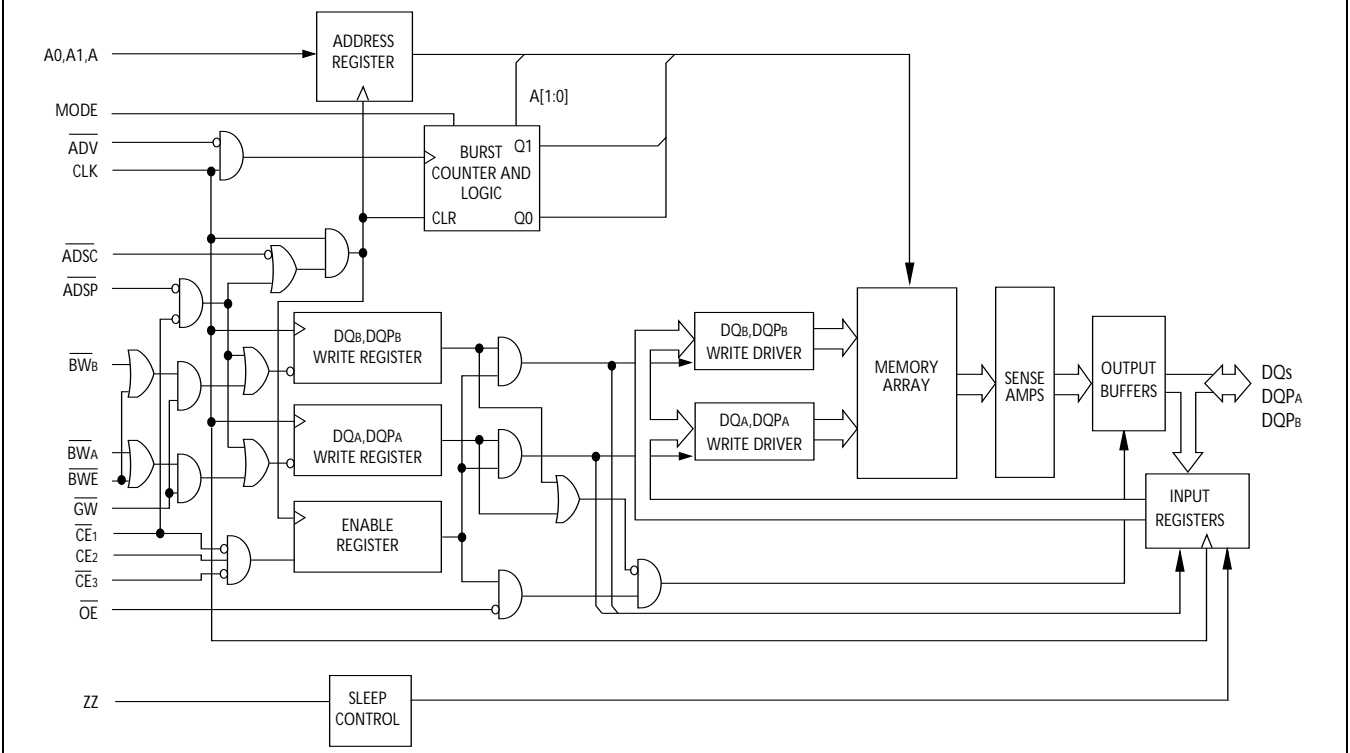 A0,A1,A
ADDRESS
REGISTER
MODE
A[1:0]
ADV
CLK
BURST
COUNTER AND
LOGIC
Q1
CLR
Q0
ADSC
ADSP
DQB,DQPB
WRITE REGISTER
DQB,DQPB
WRITE DRIVER
MEMORY
ARRAY
SENSE
AMPS
OUTPUT
BUFFERS
DQs
DQPA
DQPB
BWB
DQA,DQPA
WRITE REGISTER
DQA,DQPA
WRITE DRIVER
BWA
BWE
GW
CE1
CE2
CE3
ENABLE
REGISTER
INPUT
REGISTERS
OE
ZZ
SLEEP
CONTROL